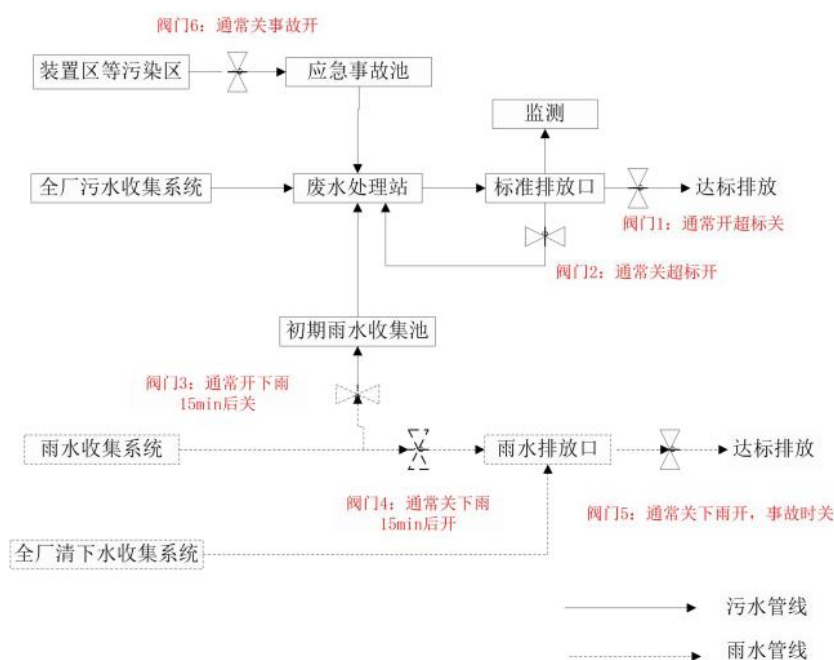 阀门6: 通常关事故开
装置区等污染区
应急事故池
监测
全厂污水收集系统
废水处理站
标准排放口
达标排放
阀门1: 通常开超标关
阀门2: 通常关超标开
初期雨水收集池
阀门3: 通常开下雨
15min后关
雨水收集系统
雨水排放口
达标排放
阀门4: 通常关下雨
15min后开
阀门5: 通常关下雨开, 事故时关
全厂清下水收集系统
污水管线
雨水管线